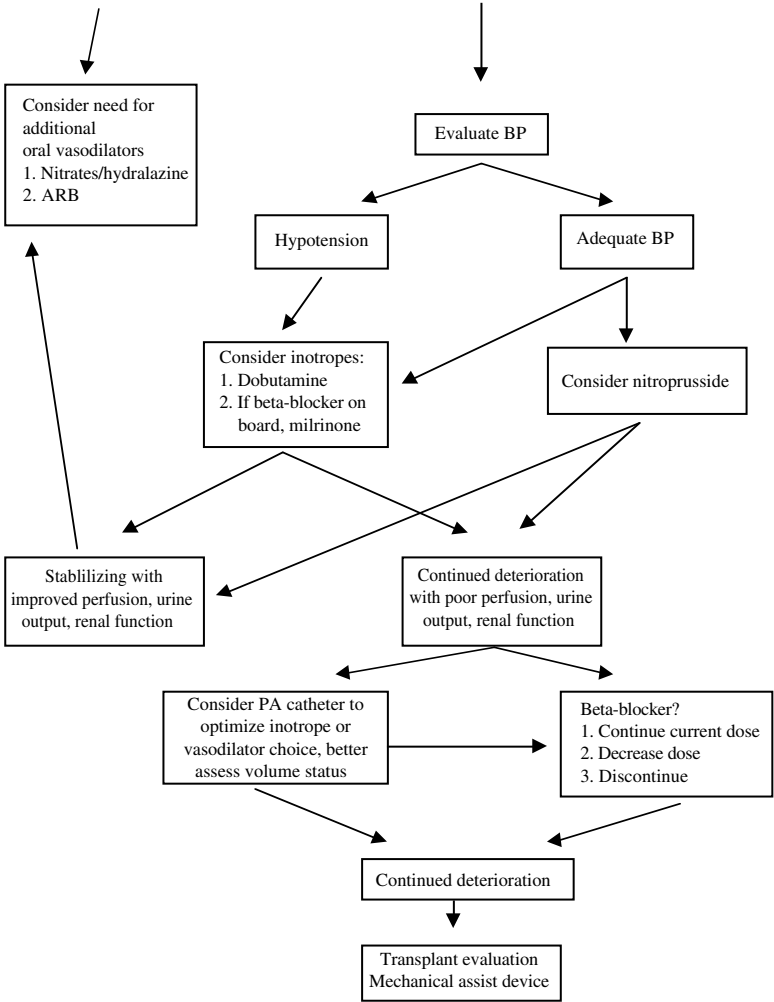 Consider need for
additional
oral vasodilators
1. Nitrates/hydralazine
2. ARB
Evaluate BP
Hypotension
Adequate BP
Consider inotropes:
1. Dobutamine
2. If beta-blocker on
board, milrinone
Consider nitroprusside
Stablilizing with
improved perfusion, urine
output, renal function
Continued deterioration
with poor perfusion, urine
output, renal function
Consider PA catheter to
optimize inotrope or
vasodilator choice, better
assess volume status
Beta-blocker?
1. Continue current dose
2. Decrease dose
3. Discontinue
Continued deterioration
Transplant evaluation
Mechanical assist device